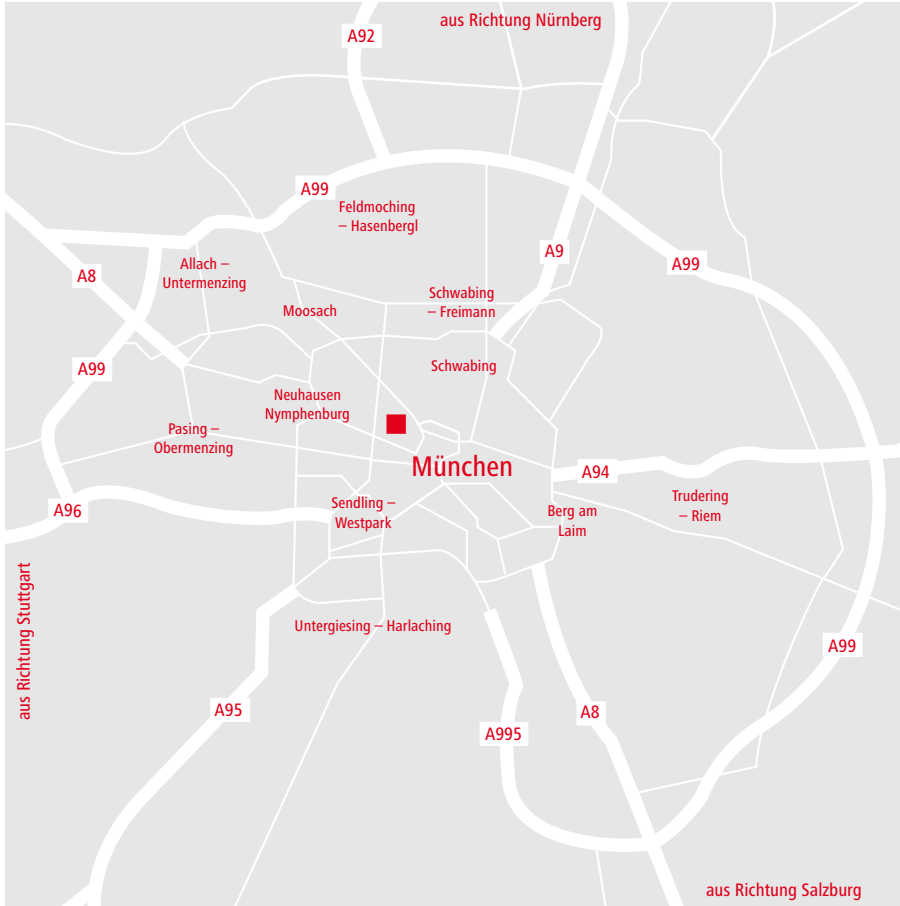 aus Richtung Nürnberg
A92
A99
Feldmoching
– Hasenbergl
A9
A99
Allach –
Untermenzing
A8
Schwabing
– Freimann
Moosach
A99
Schwabing
Neuhausen
Nymphenburg
Pasing –
Obermenzing
München
A94
Trudering
– Riem
Sendling –
Westpark
Berg am
Laim
A96
aus Richtung Stuttgart
Untergiesing – Harlaching
A99
A95
A8
A995
aus Richtung Salzburg